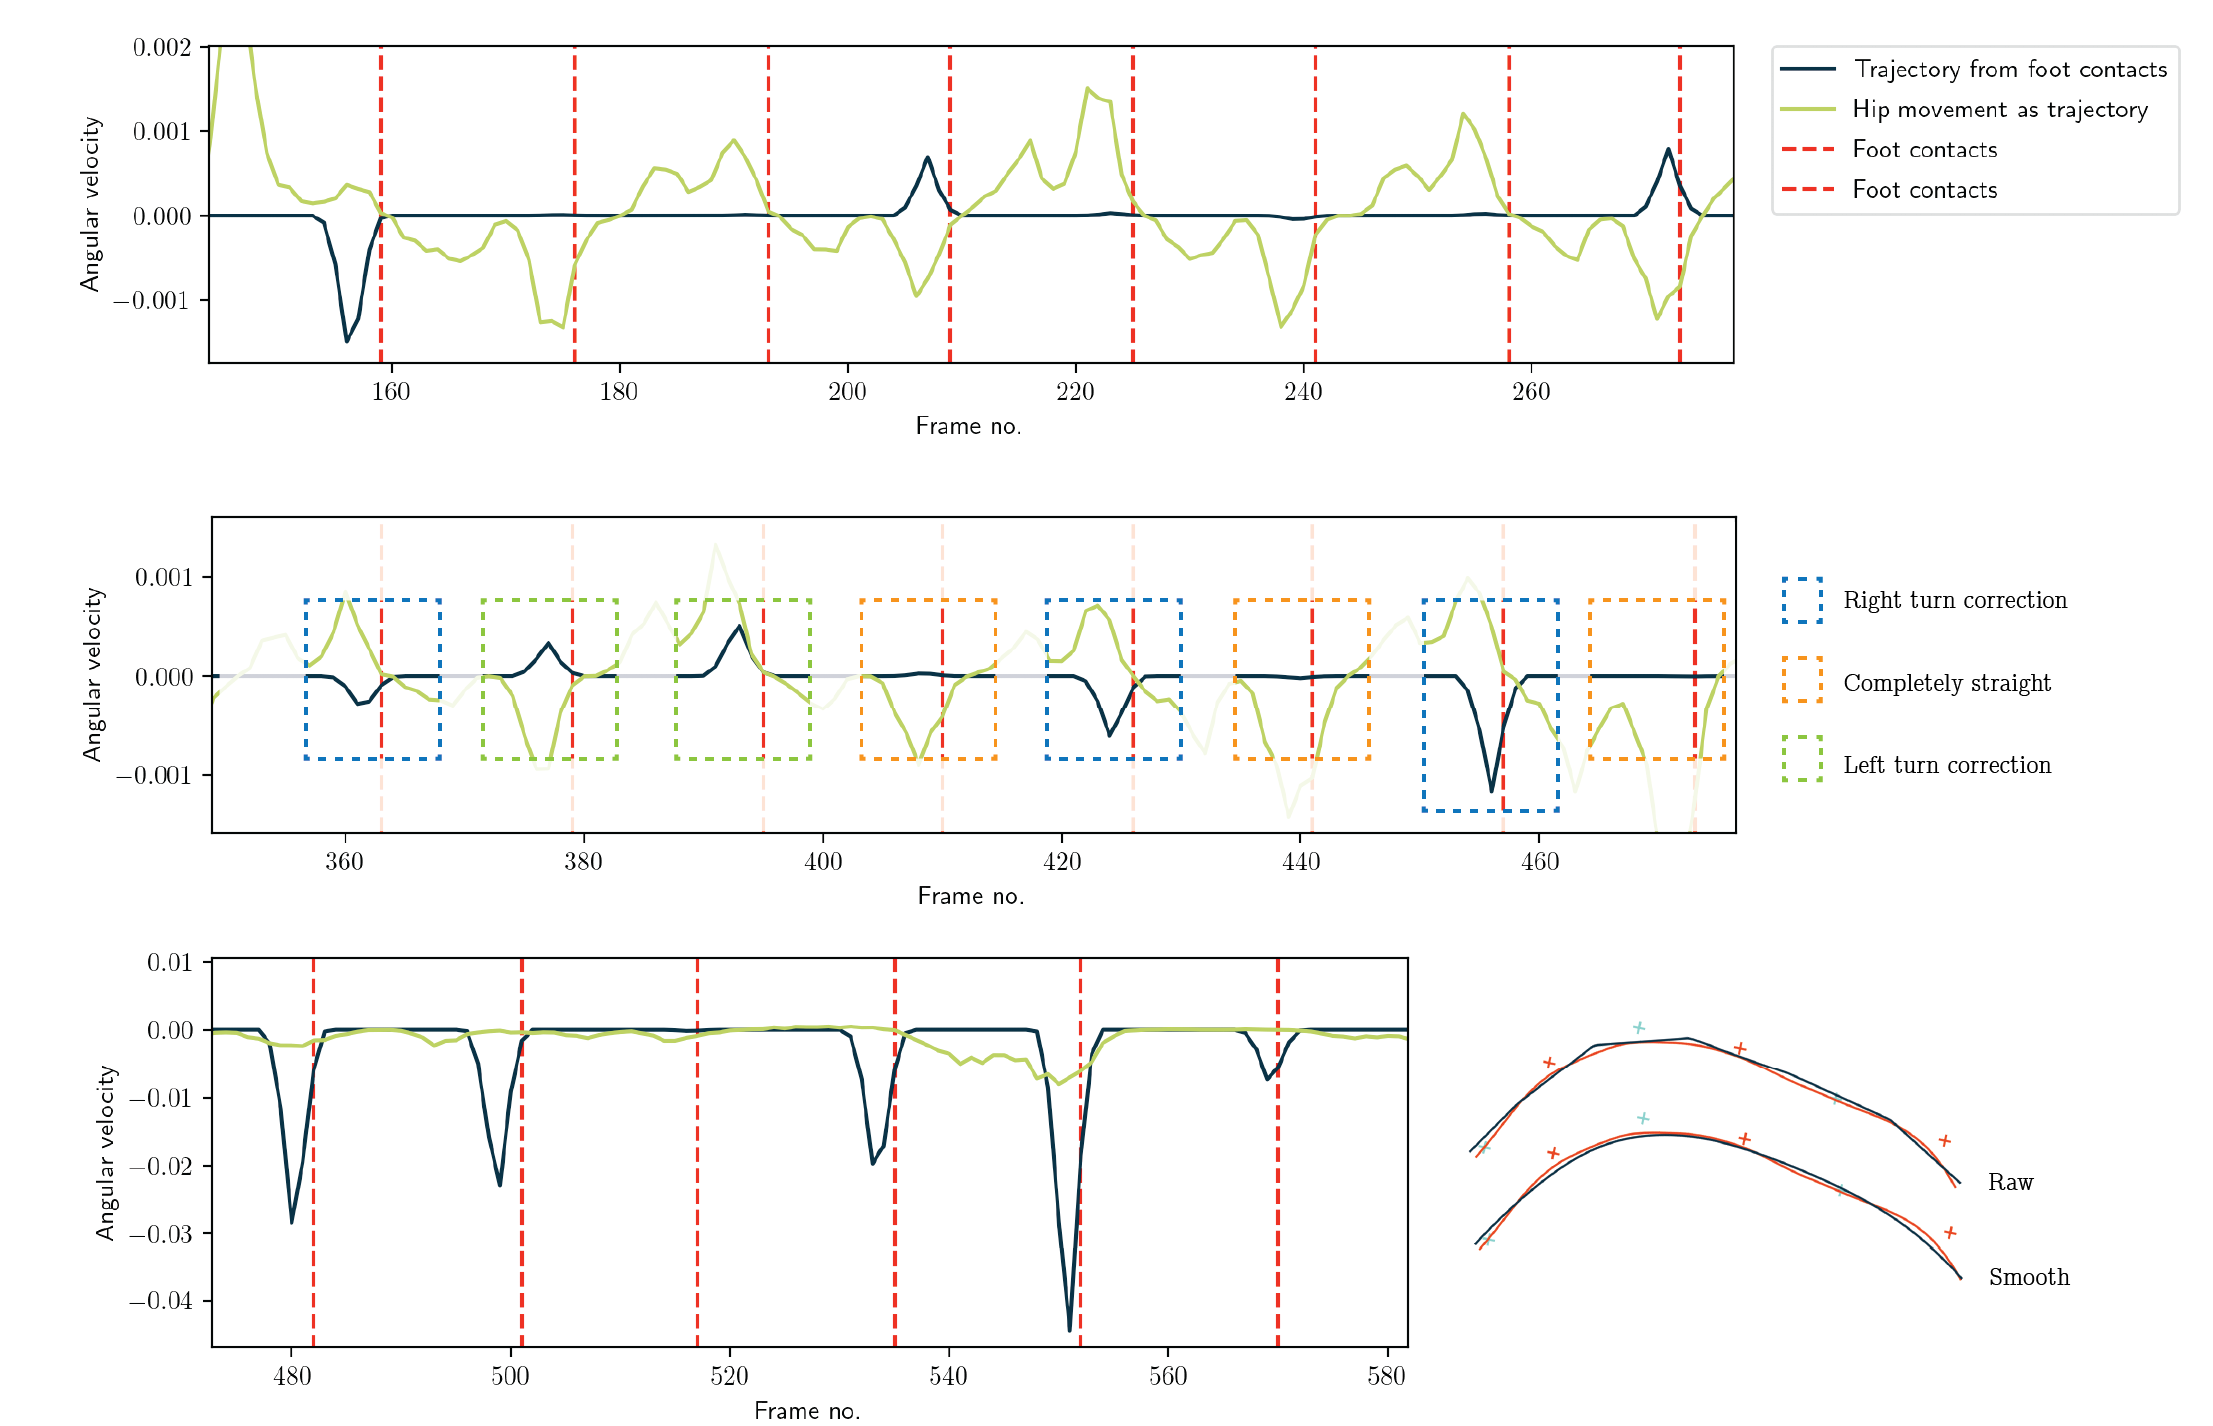 0.002
0.001
0.000
−0.001
Angular velocity
160 180 200 220 240 260
Frame no.
Trajectory from foot contacts
Hip movement as trajectory
Foot contacts
Foot contacts
0.001
0.000
−0.001
Angular velocity
360 380 400 420 440 460
Frame no.
Right turn correction
Completely straight
Left turn correction
0.01
0.00
−0.01
−0.02
−0.03
−0.04
Angular velocity
480 500 520 540 560 580
Frame no.
Raw
Smooth